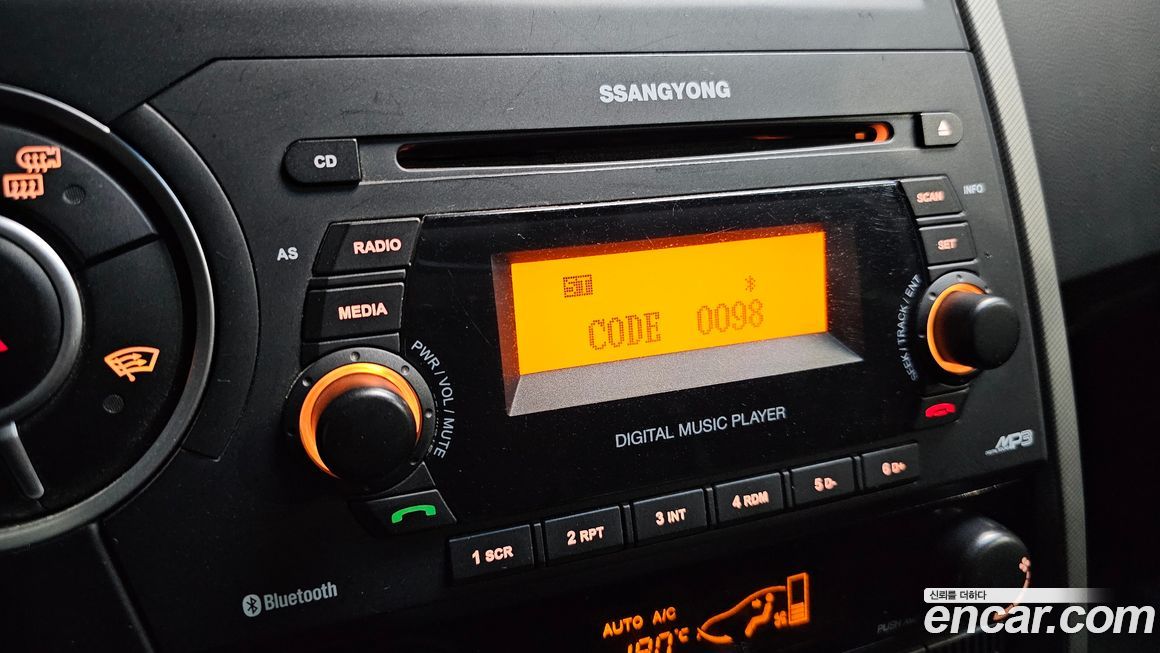 SSANGYONG
CD
SCAN
INFO
AS
RADIO
SET
MEDIA
ST
CODE 0098
PWR / VOL / MUTE
SEEK / TRACK / ENT
DIGITAL MUSIC PLAYER
MP3
1 SCR
2 RPT
3 INT
4 RDM
5 D-
6 D+
Bluetooth
AUTO A/C
신뢰를 더하다
encar.com